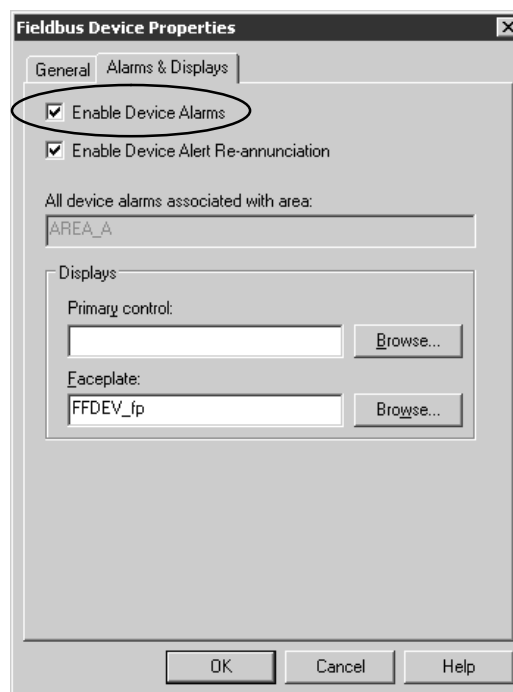 Fieldbus Device Properties
General
Alarms & Displays
Enable Device Alarms
Enable Device Alert Re-annunciation
All device alarms associated with area:
AREA_A
Displays
Primary control:
Browse...
Faceplate:
FFDEV_fp
Browse...
OK
Cancel
Help